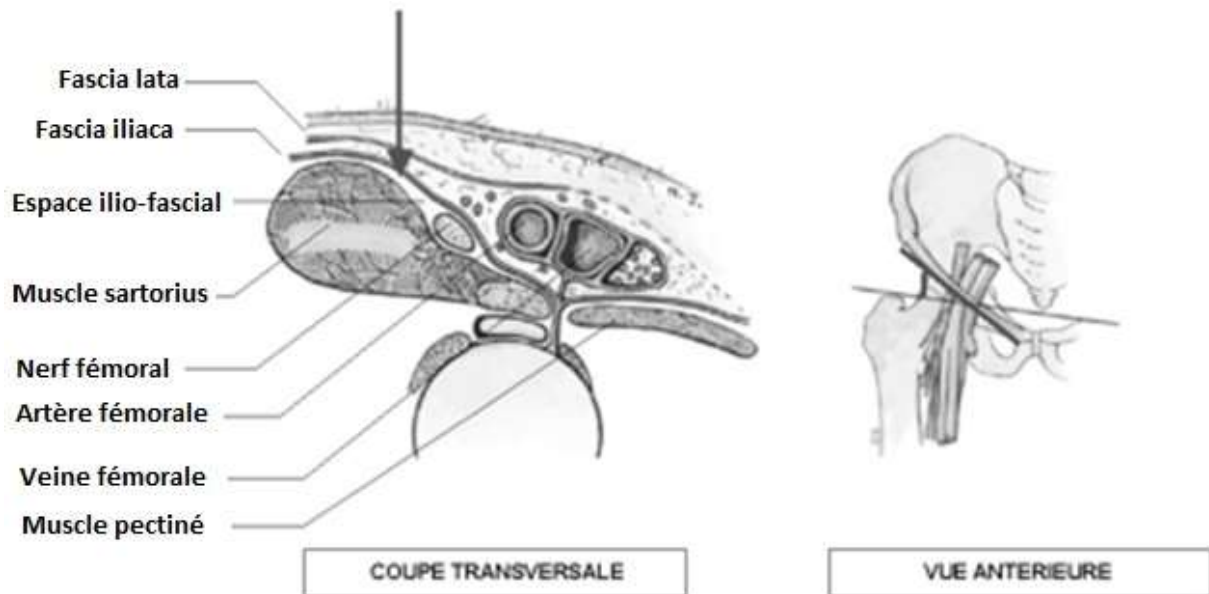 Fascia lata
Fascia iliaca
Espace ilio-fascial
Muscle sartorius
Nerf fémoral
Artère fémorale
Veine fémorale
Muscle pectiné
COUPE TRANSVERSALE
VUE ANTERIEURE